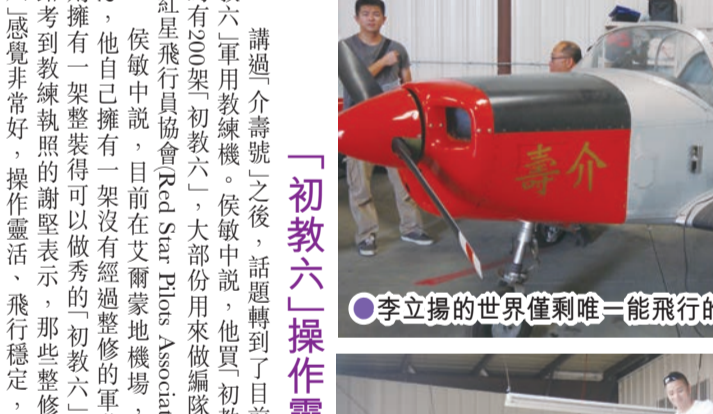 介壽
●李立揚的世界僅剩唯一能飛行的
「初教六」操作靈
講過「介壽號」之後，話題轉到了目前
教六」軍用教練機。侯敏中説，他買「初教
有200架「初教六」，大部份用來做編隊
紅星飛行員協會(Red Star Pilots Associat
侯敏中説，目前在艾爾蒙地機場，
，他自己擁有一架沒有經過整修的軍
擁有一架整裝得可以做秀的「初教六」
考到教練執照的謝堅表示，那些整修
」感覺非常好，操作靈活、飛行穩定，